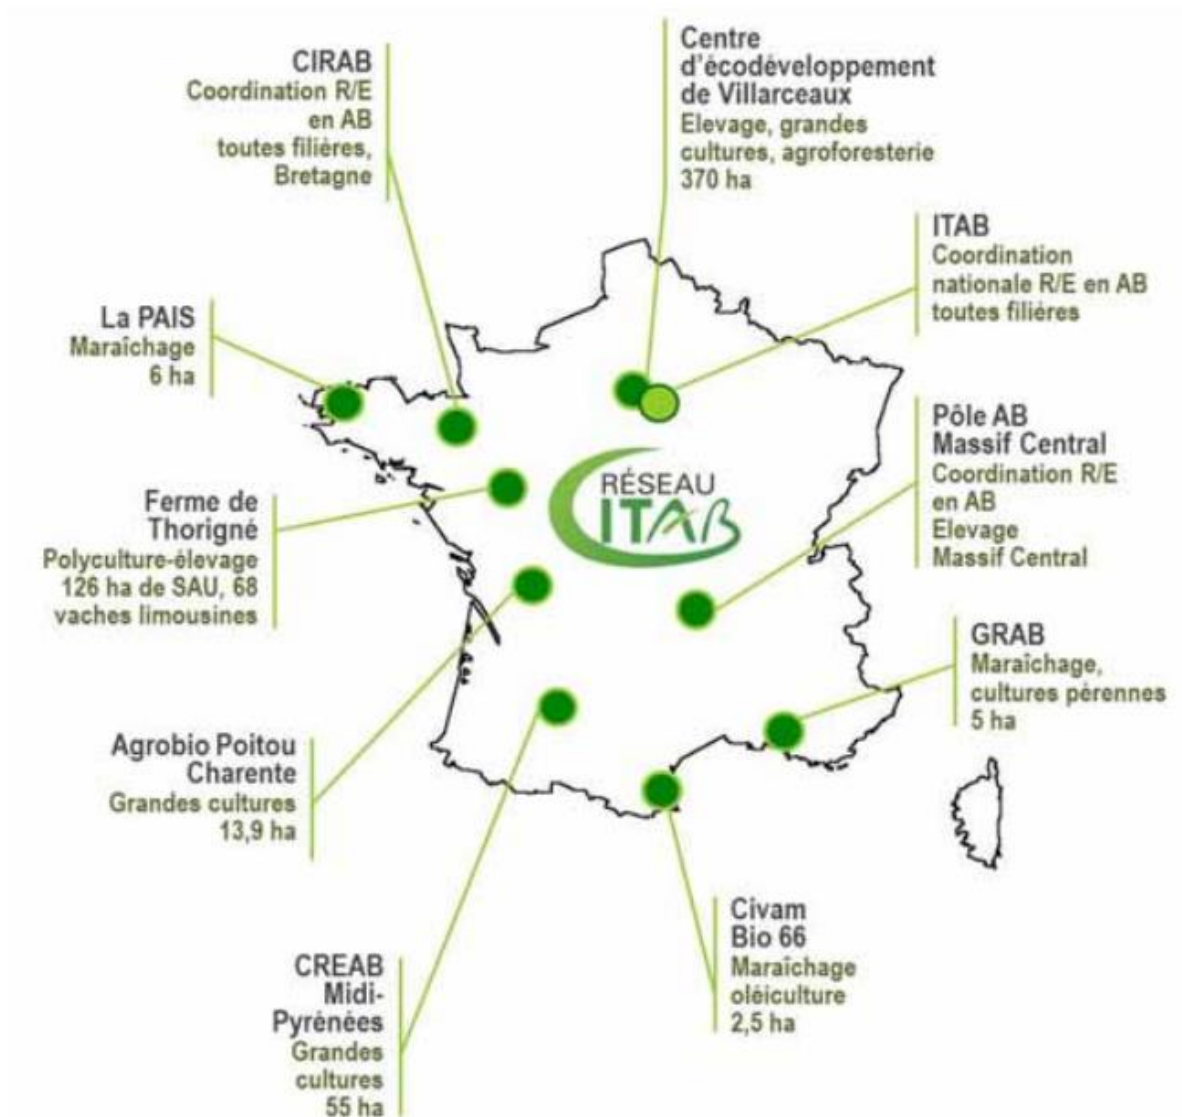 CIRAB
Coordination R/E
en AB
toutes filières,
Bretagne
Centre
d'écodéveloppement
de Villarceaux
Elevage, grandes
cultures, agroforesterie
370 ha
ITAB
Coordination
nationale R/E en AB
toutes filières
La PAIS
Maraîchage
6 ha
Pôle AB
Massif Central
Coordination R/E
en AB
Elevage
Massif Central
RÉSEAU
ITAB
Ferme de
Thorigné
Polyculture-élevage
126 ha de SAU, 68
vaches limousines
GRAB
Maraîchage,
cultures pérennes
5 ha
Agrobio Poitou
Charente
Grandes cultures
13,9 ha
Civam
Bio 66
Maraîchage
oléiculture
2,5 ha
CREAB
Midi-
Pyrénées
Grandes
cultures
55 ha